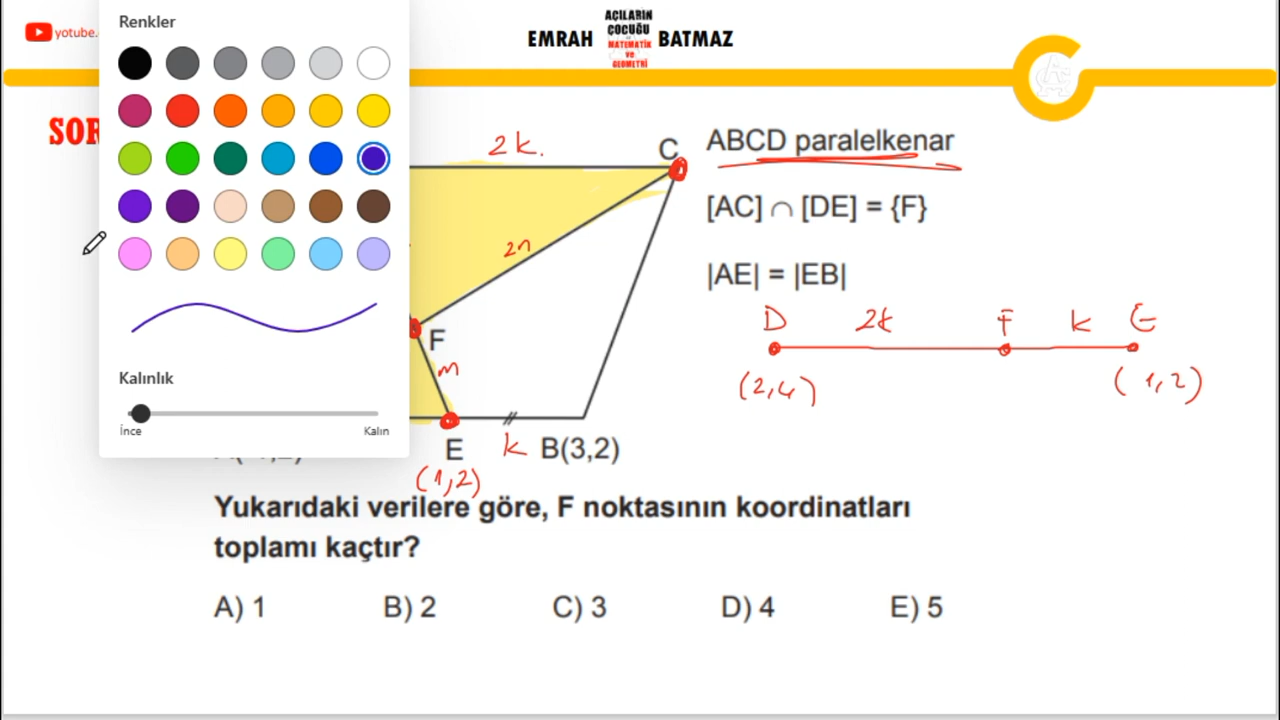 Renkler
yotube.
EMRAH
AÇILARIN
ÇOCUĞU
MATEMATİK
ve
GEOMETRİ
BATMAZ
SOR
2k.
C
ABCD paralelkenar
[AC] ∩ [DE] = {F}
2n
|AE| = |EB|
D 2k F k E
F
m
(2,4) (1,2)
Kalınlık
İnce Kalın
E k B(3,2)
(1,2)
Yukarıdaki verilere göre, F noktasının koordinatları
toplamı kaçtır?
A) 1 B) 2 C) 3 D) 4 E) 5